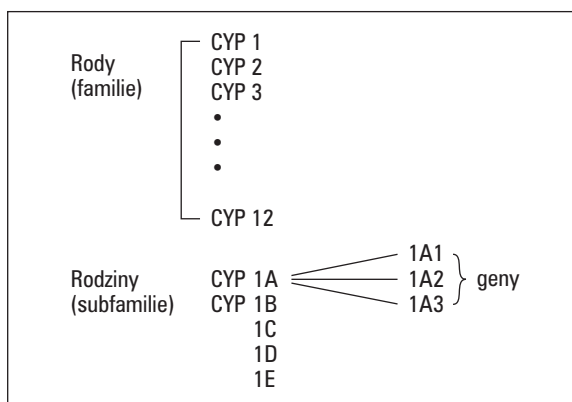 Rody
(familie)
CYP 1
CYP 2
CYP 3
•
•
•
CYP 12
Rodziny
(subfamilie)
CYP 1A
CYP 1B
1C
1D
1E
1A1
1A2
1A3
geny